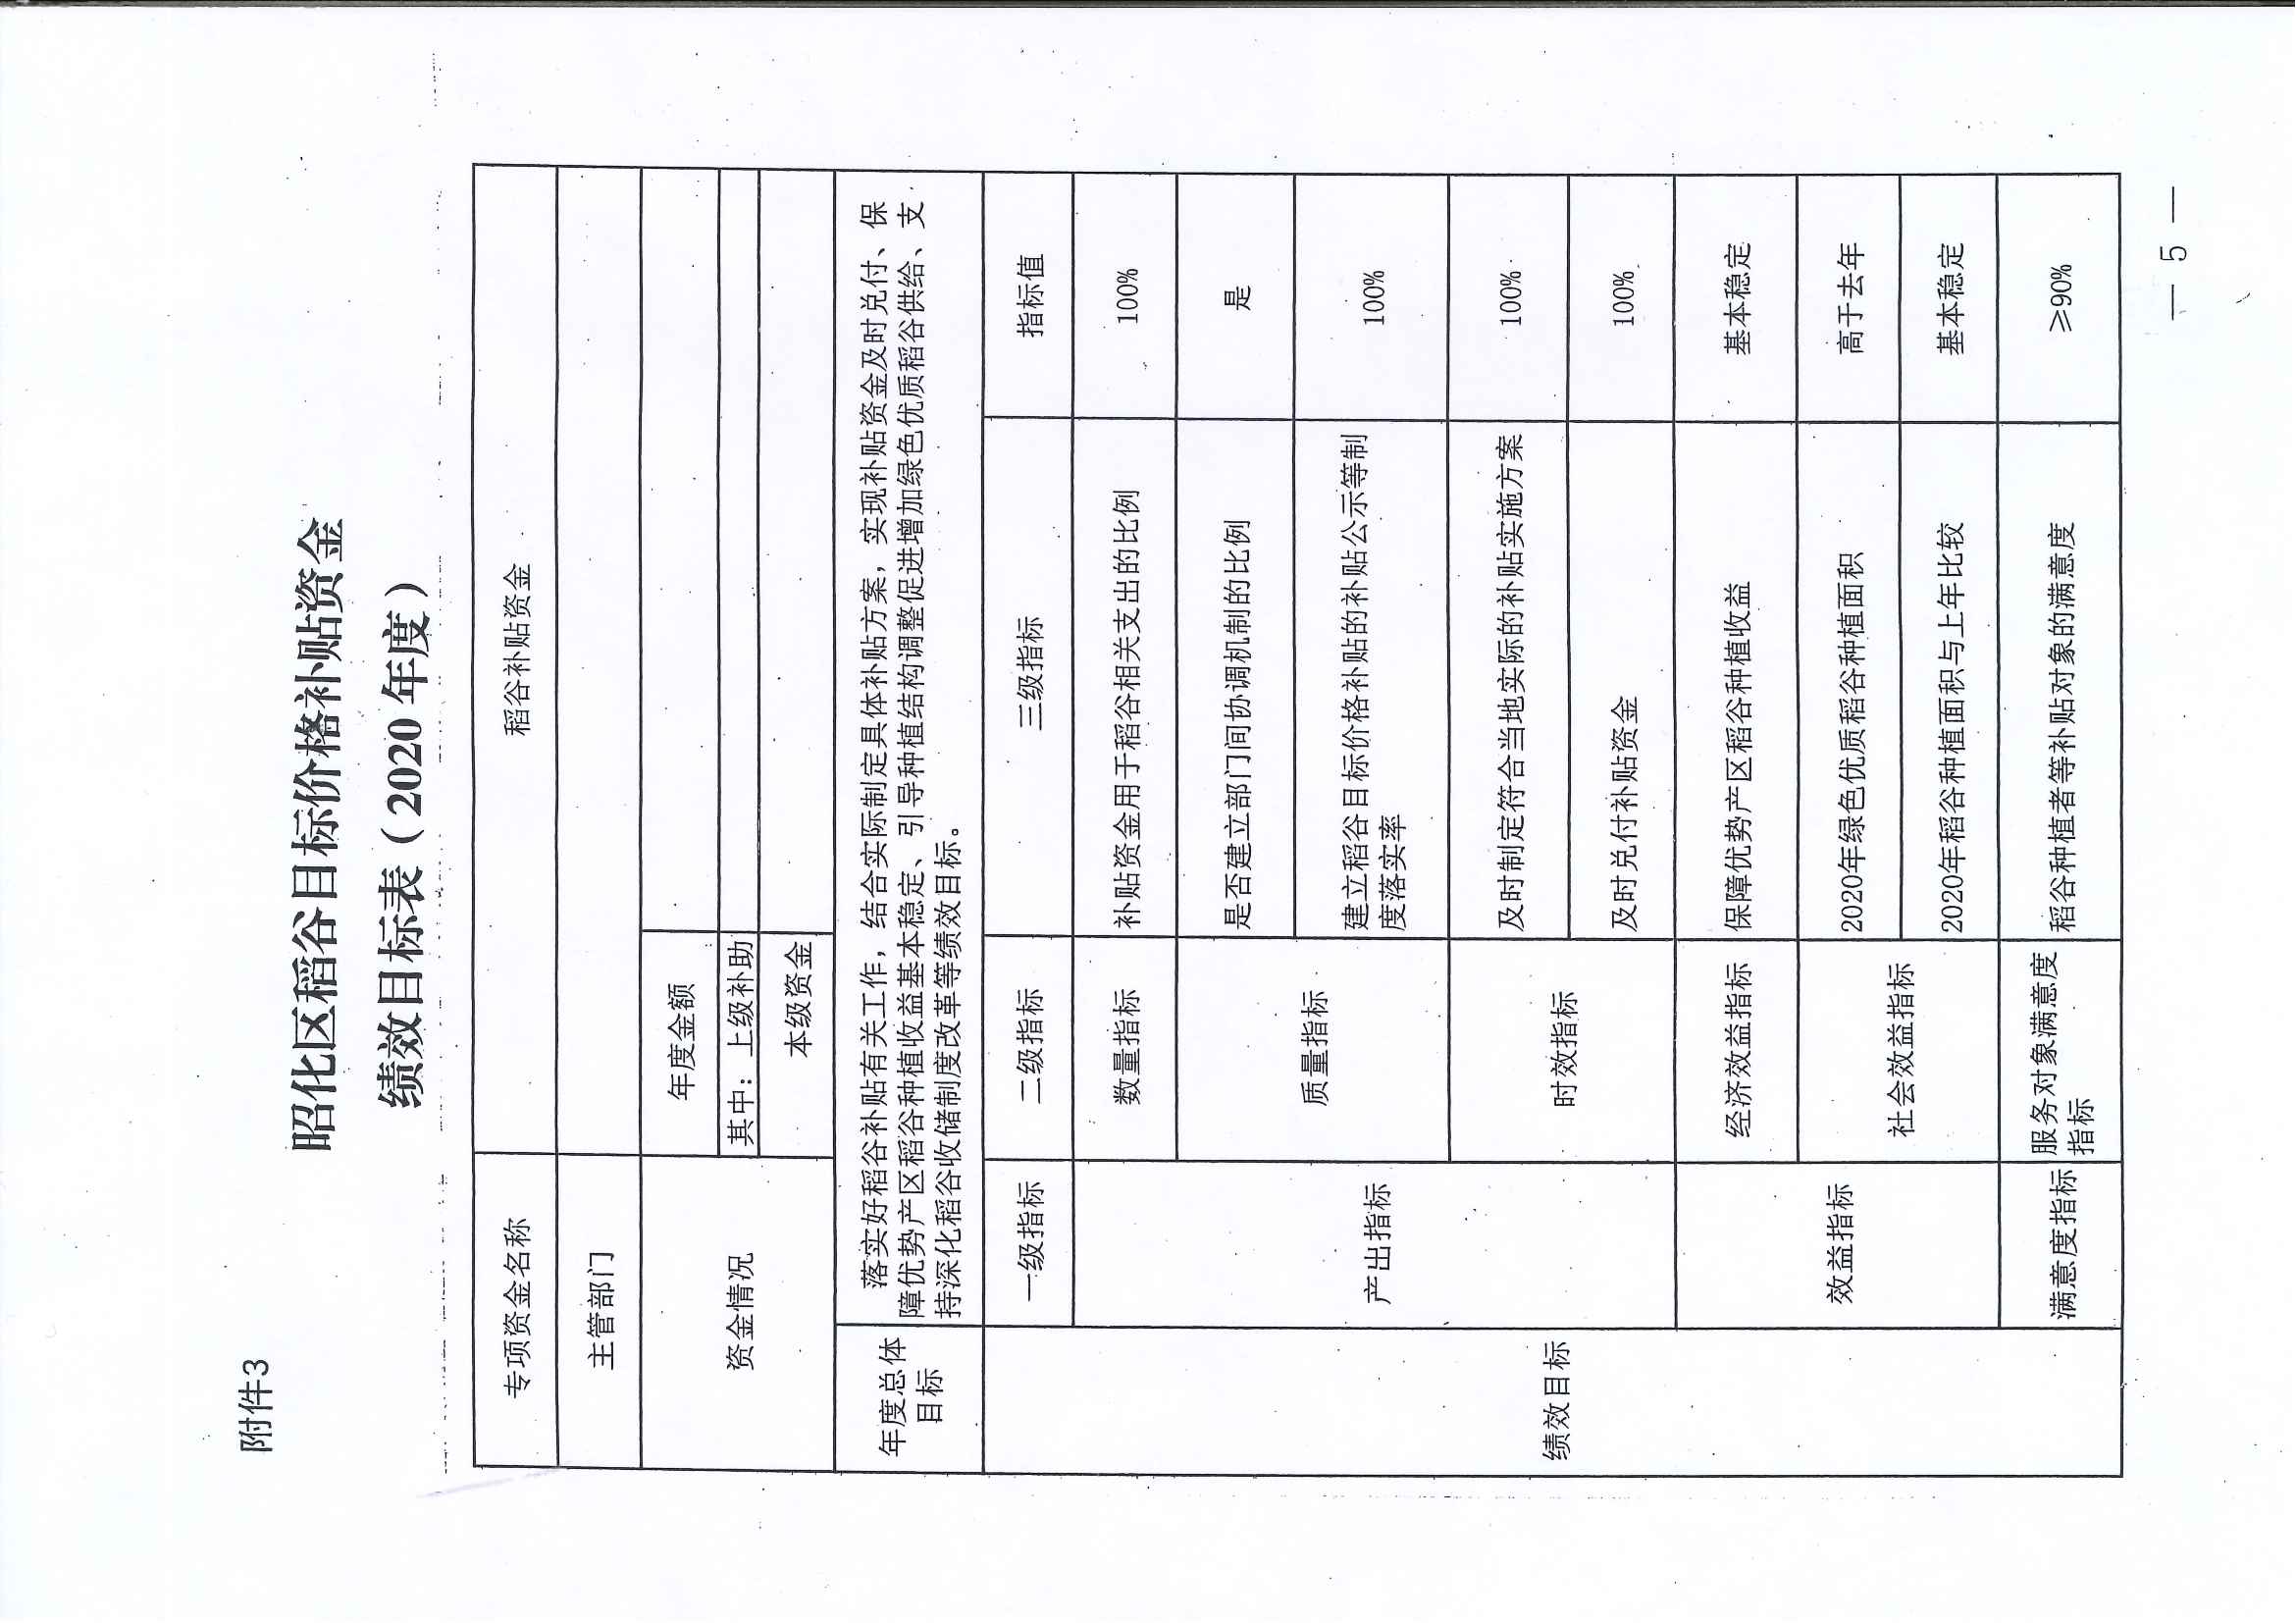 附件3
昭化区稻谷目标价格补贴资金
绩效目标表（2020年度）
专项资金名称
稻谷补贴资金
主管部门
资金情况
年度金额
其中：上级补助
本级资金
年度总体
目标
落实好稻谷补贴有关工作，结合实际制定具体补贴方案，实现补贴资金及时兑付、保
障优势产区稻谷种植收益基本稳定、引导种植结构调整促进增加绿色优质稻谷供给、支
持深化稻谷收储制度改革等绩效目标。
绩效目标
一级指标
二级指标
三级指标
指标值
产出指标
数量指标
补贴资金用于稻谷相关支出的比例
100%
质量指标
是否建立部门间协调机制的比例
是
建立稻谷目标价格补贴的补贴公示等制
度落实率
100%
时效指标
及时制定符合当地实际的补贴实施方案
100%
及时兑付补贴资金
100%
效益指标
经济效益指标
保障优势产区稻谷种植收益
基本稳定
社会效益指标
2020年绿色优质稻谷种植面积
高于去年
2020年稻谷种植面积与上年比较
基本稳定
满意度指标
服务对象满意度
指标
稻谷种植者等补贴对象的满意度
≥90%
— 5 —